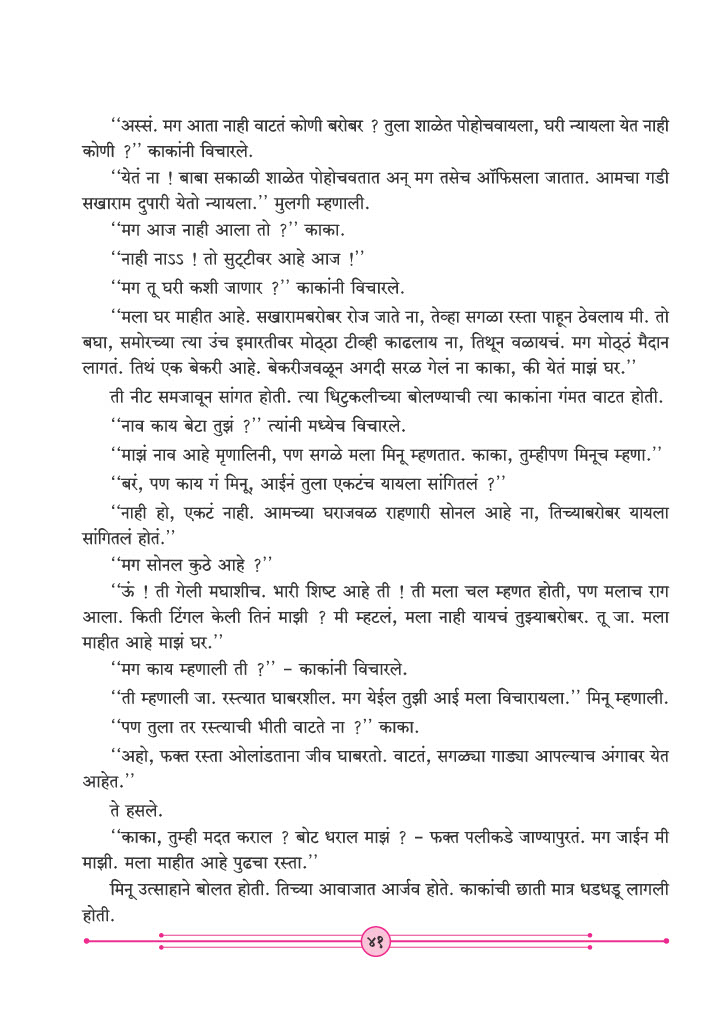 ‘‘अस्सं. मग आता नाही वाटतं कोणी बरोबर ? तुला शाळेत पोहोचवायला, घरी न्यायला येत नाही
कोणी ?’’ काकांनी विचारले.
‘‘येतं ना ! बाबा सकाळी शाळेत पोहोचवतात अन् मग तसेच ऑफिसला जातात. आमचा गडी
सखाराम दुपारी येतो न्यायला.’’ मुलगी म्हणाली.
‘‘मग आज नाही आला तो ?’’ काका.
‘‘नाही नाऽऽ ! तो सुट्टीवर आहे आज !’’
‘‘मग तू घरी कशी जाणार ?’’ काकांनी विचारले.
‘‘मला घर माहीत आहे. सखारामबरोबर रोज जाते ना, तेव्हा सगळा रस्ता पाहून ठेवलाय मी. तो
बघा, समोरच्या त्या उंच इमारतीवर मोठ्ठा टीव्ही काढलाय ना, तिथून वळायचं. मग मोठ्ठं मैदान
लागतं. तिथं एक बेकरी आहे. बेकरीजवळून अगदी सरळ गेलं ना काका, की येतं माझं घर.’’
ती नीट समजावून सांगत होती. त्या धिटुकलीच्या बोलण्याची त्या काकांना गंमत वाटत होती.
‘‘नाव काय बेटा तुझं ?’’ त्यांनी मध्येच विचारले.
‘‘माझं नाव आहे मृणालिनी, पण सगळे मला मिनू म्हणतात. काका, तुम्हीपण मिनूच म्हणा.’’
‘‘बरं, पण काय गं मिनू, आईनं तुला एकटंच यायला सांगितलं ?’’
‘‘नाही हो, एकटं नाही. आमच्या घराजवळ राहणारी सोनल आहे ना, तिच्याबरोबर यायला
सांगितलं होतं.’’
‘‘मग सोनल कुठे आहे ?’’
‘‘ऊं ! ती गेली मघाशीच. भारी शिष्ट आहे ती ! ती मला चल म्हणत होती, पण मलाच राग
आला. किती टिंगल केली तिनं माझी ? मी म्हटलं, मला नाही यायचं तुझ्याबरोबर. तू जा. मला
माहीत आहे माझं घर.’’
‘‘मग काय म्हणाली ती ?’’ – काकांनी विचारले.
‘‘ती म्हणाली जा. रस्त्यात घाबरशील. मग येईल तुझी आई मला विचारायला.’’ मिनू म्हणाली.
‘‘पण तुला तर रस्त्याची भीती वाटते ना ?’’ काका.
‘‘अहो, फक्त रस्ता ओलांडताना जीव घाबरतो. वाटतं, सगळ्या गाड्या आपल्याच अंगावर येत
आहेत.’’
ते हसले.
‘‘काका, तुम्ही मदत कराल ? बोट धराल माझं ? – फक्त पलीकडे जाण्यापुरतं. मग जाईन मी
माझी. मला माहीत आहे पुढचा रस्ता.’’
मिनू उत्साहाने बोलत होती. तिच्या आवाजात आर्जव होते. काकांची छाती मात्र धडधडू लागली
होती.
४१